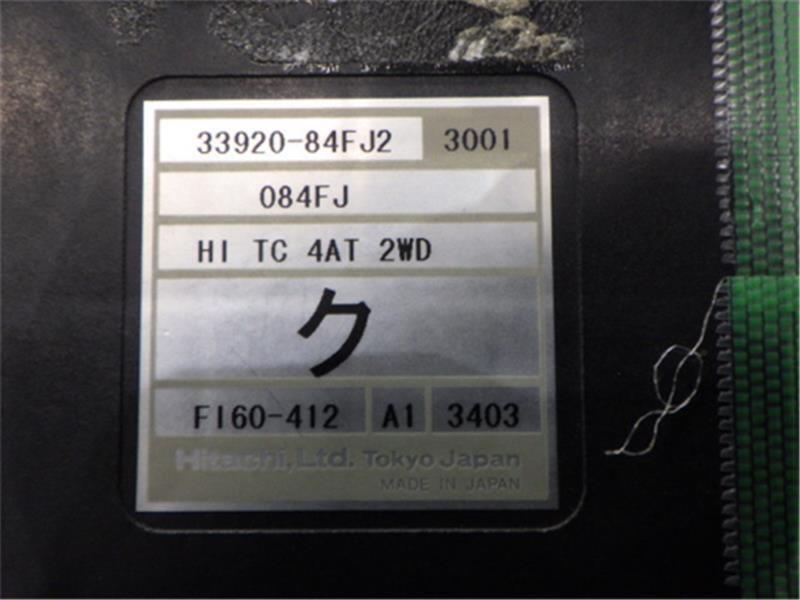 33920-84FJ2 3001
084FJ
HI TC 4AT 2WD
ク
FI60-412 A1 3403
Hitachi,Ltd. Tokyo Japan
MADE IN JAPAN